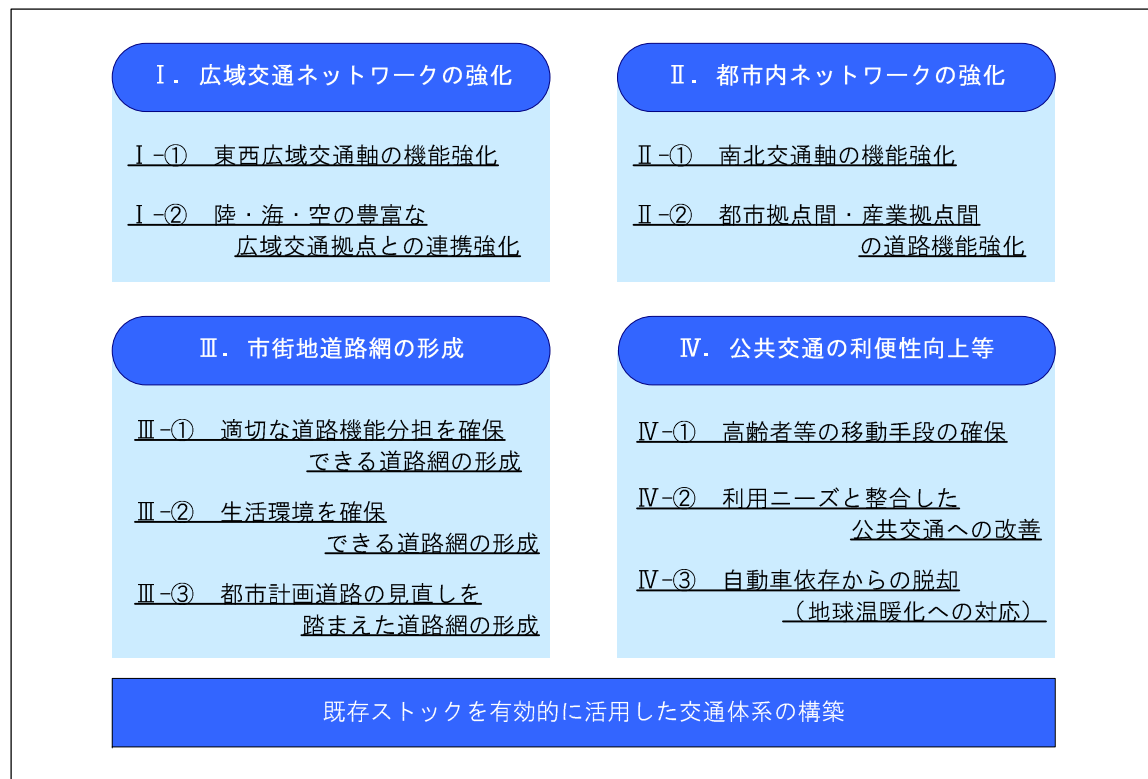 Ⅰ．広域交通ネットワークの強化
Ⅰ-①　東西広域交通軸の機能強化
Ⅰ-②　陸・海・空の豊富な
広域交通拠点との連携強化
Ⅱ．都市内ネットワークの強化
Ⅱ-①　南北交通軸の機能強化
Ⅱ-②　都市拠点間・産業拠点間
の道路機能強化
Ⅲ．市街地道路網の形成
Ⅲ-①　適切な道路機能分担を確保
できる道路網の形成
Ⅲ-②　生活環境を確保
できる道路網の形成
Ⅲ-③　都市計画道路の見直しを
踏まえた道路網の形成
Ⅳ．公共交通の利便性向上等
Ⅳ-①　高齢者等の移動手段の確保
Ⅳ-②　利用ニーズと整合した
公共交通への改善
Ⅳ-③　自動車依存からの脱却
（地球温暖化への対応）
既存ストックを有効的に活用した交通体系の構築